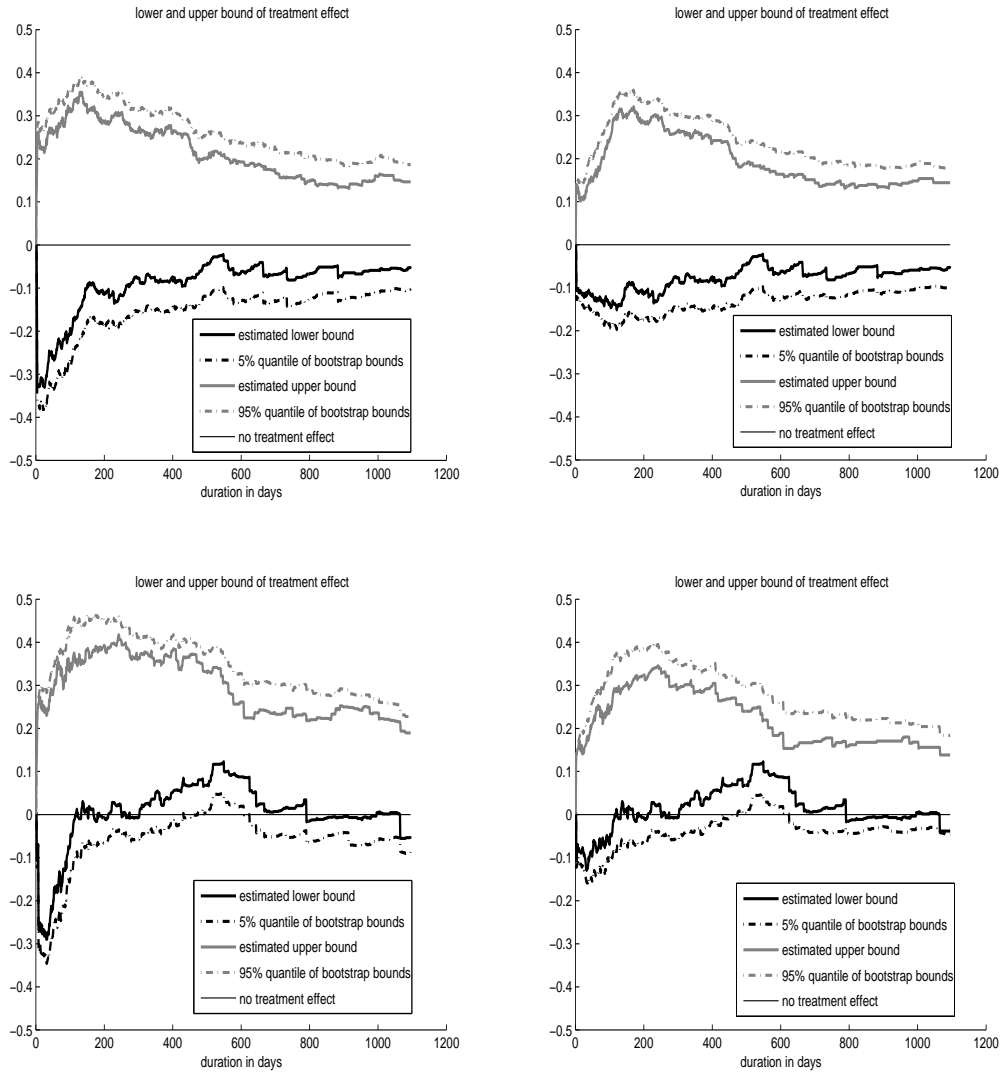 lower and upper bound of treatment effect
0.5
0.4
0.3
0.2
0.1
0
−0.1
−0.2
−0.3
−0.4
−0.5
estimated lower bound
5% quantile of bootstrap bounds
estimated upper bound
95% quantile of bootstrap bounds
no treatment effect
0 200 400 600 800 1000 1200
duration in days
lower and upper bound of treatment effect
0.5
0.4
0.3
0.2
0.1
0
−0.1
−0.2
−0.3
−0.4
−0.5
estimated lower bound
5% quantile of bootstrap bounds
estimated upper bound
95% quantile of bootstrap bounds
no treatment effect
0 200 400 600 800 1000 1200
duration in days
lower and upper bound of treatment effect
0.5
0.4
0.3
0.2
0.1
0
−0.1
−0.2
−0.3
−0.4
−0.5
estimated lower bound
5% quantile of bootstrap bounds
estimated upper bound
95% quantile of bootstrap bounds
no treatment effect
0 200 400 600 800 1000 1200
duration in days
lower and upper bound of treatment effect
0.5
0.4
0.3
0.2
0.1
0
−0.1
−0.2
−0.3
−0.4
−0.5
estimated lower bound
5% quantile of bootstrap bounds
estimated upper bound
95% quantile of bootstrap bounds
no treatment effect
0 200 400 600 800 1000 1200
duration in days